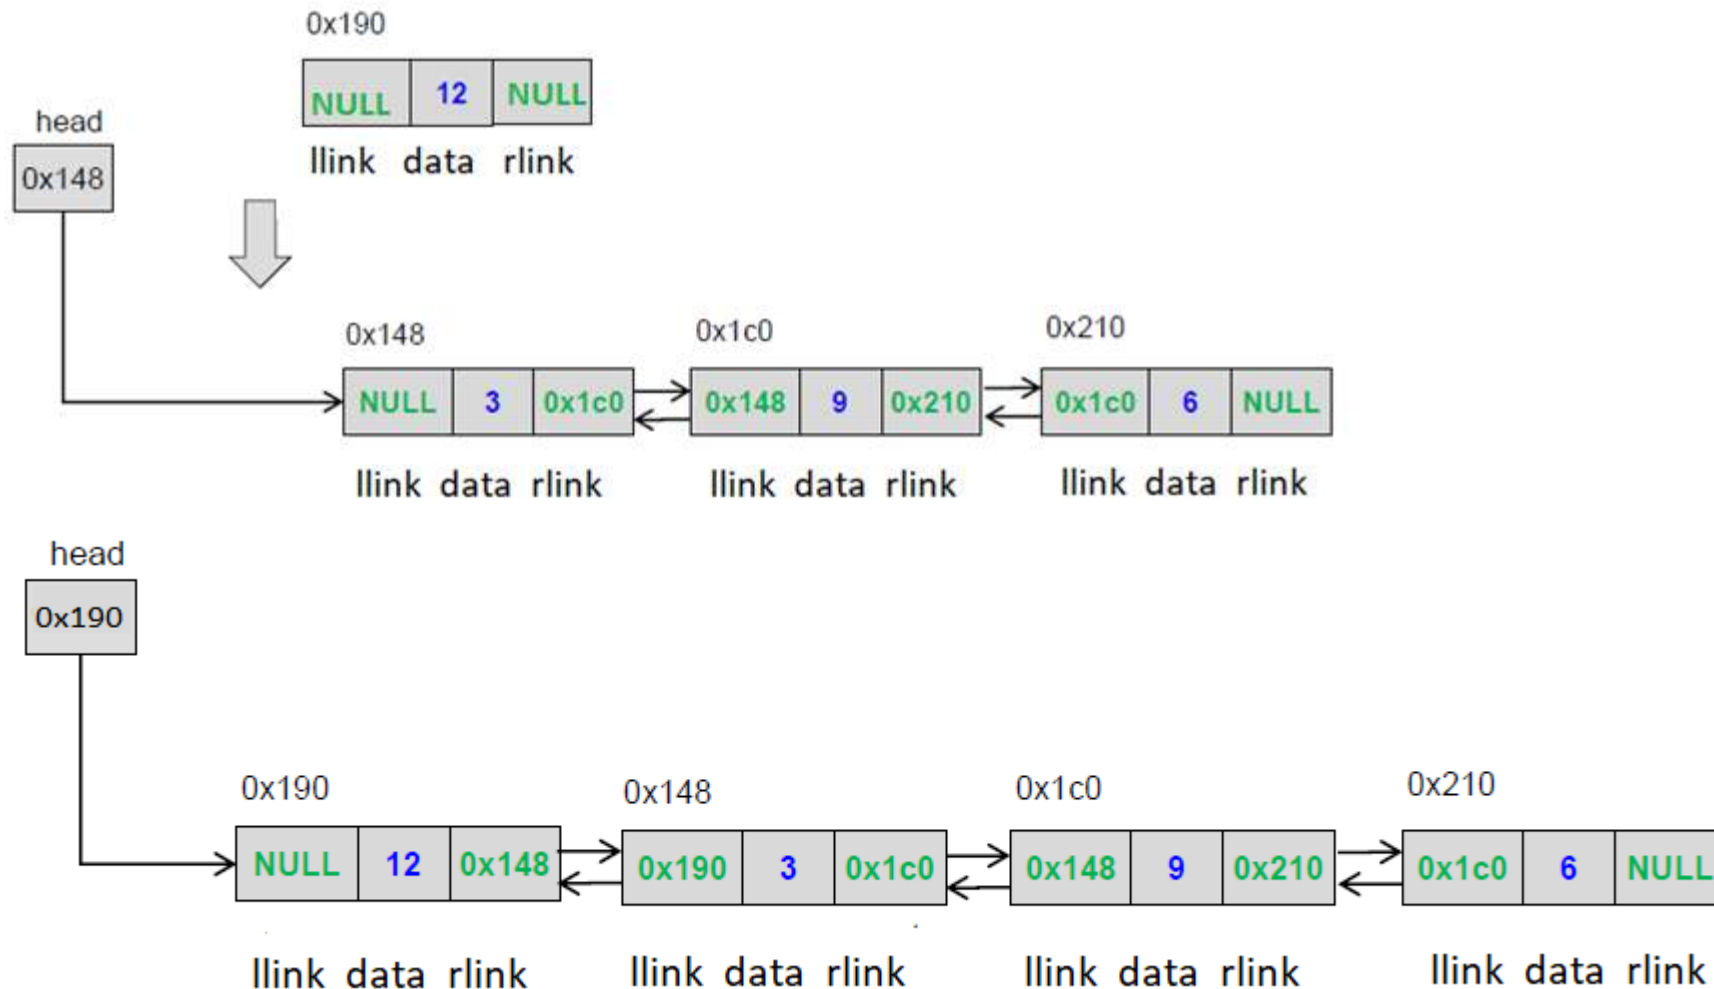 0x190
NULL 12 NULL
head
llink data rlink
0x148
0x148 0x1c0 0x210
NULL 3 0x1c0 0x148 9 0x210 0x1c0 6 NULL
llink data rlink llink data rlink llink data rlink
head
0x190
0x190 0x148 0x1c0 0x210
NULL 12 0x148 0x190 3 0x1c0 0x148 9 0x210 0x1c0 6 NULL
llink data rlink llink data rlink llink data rlink llink data rlink